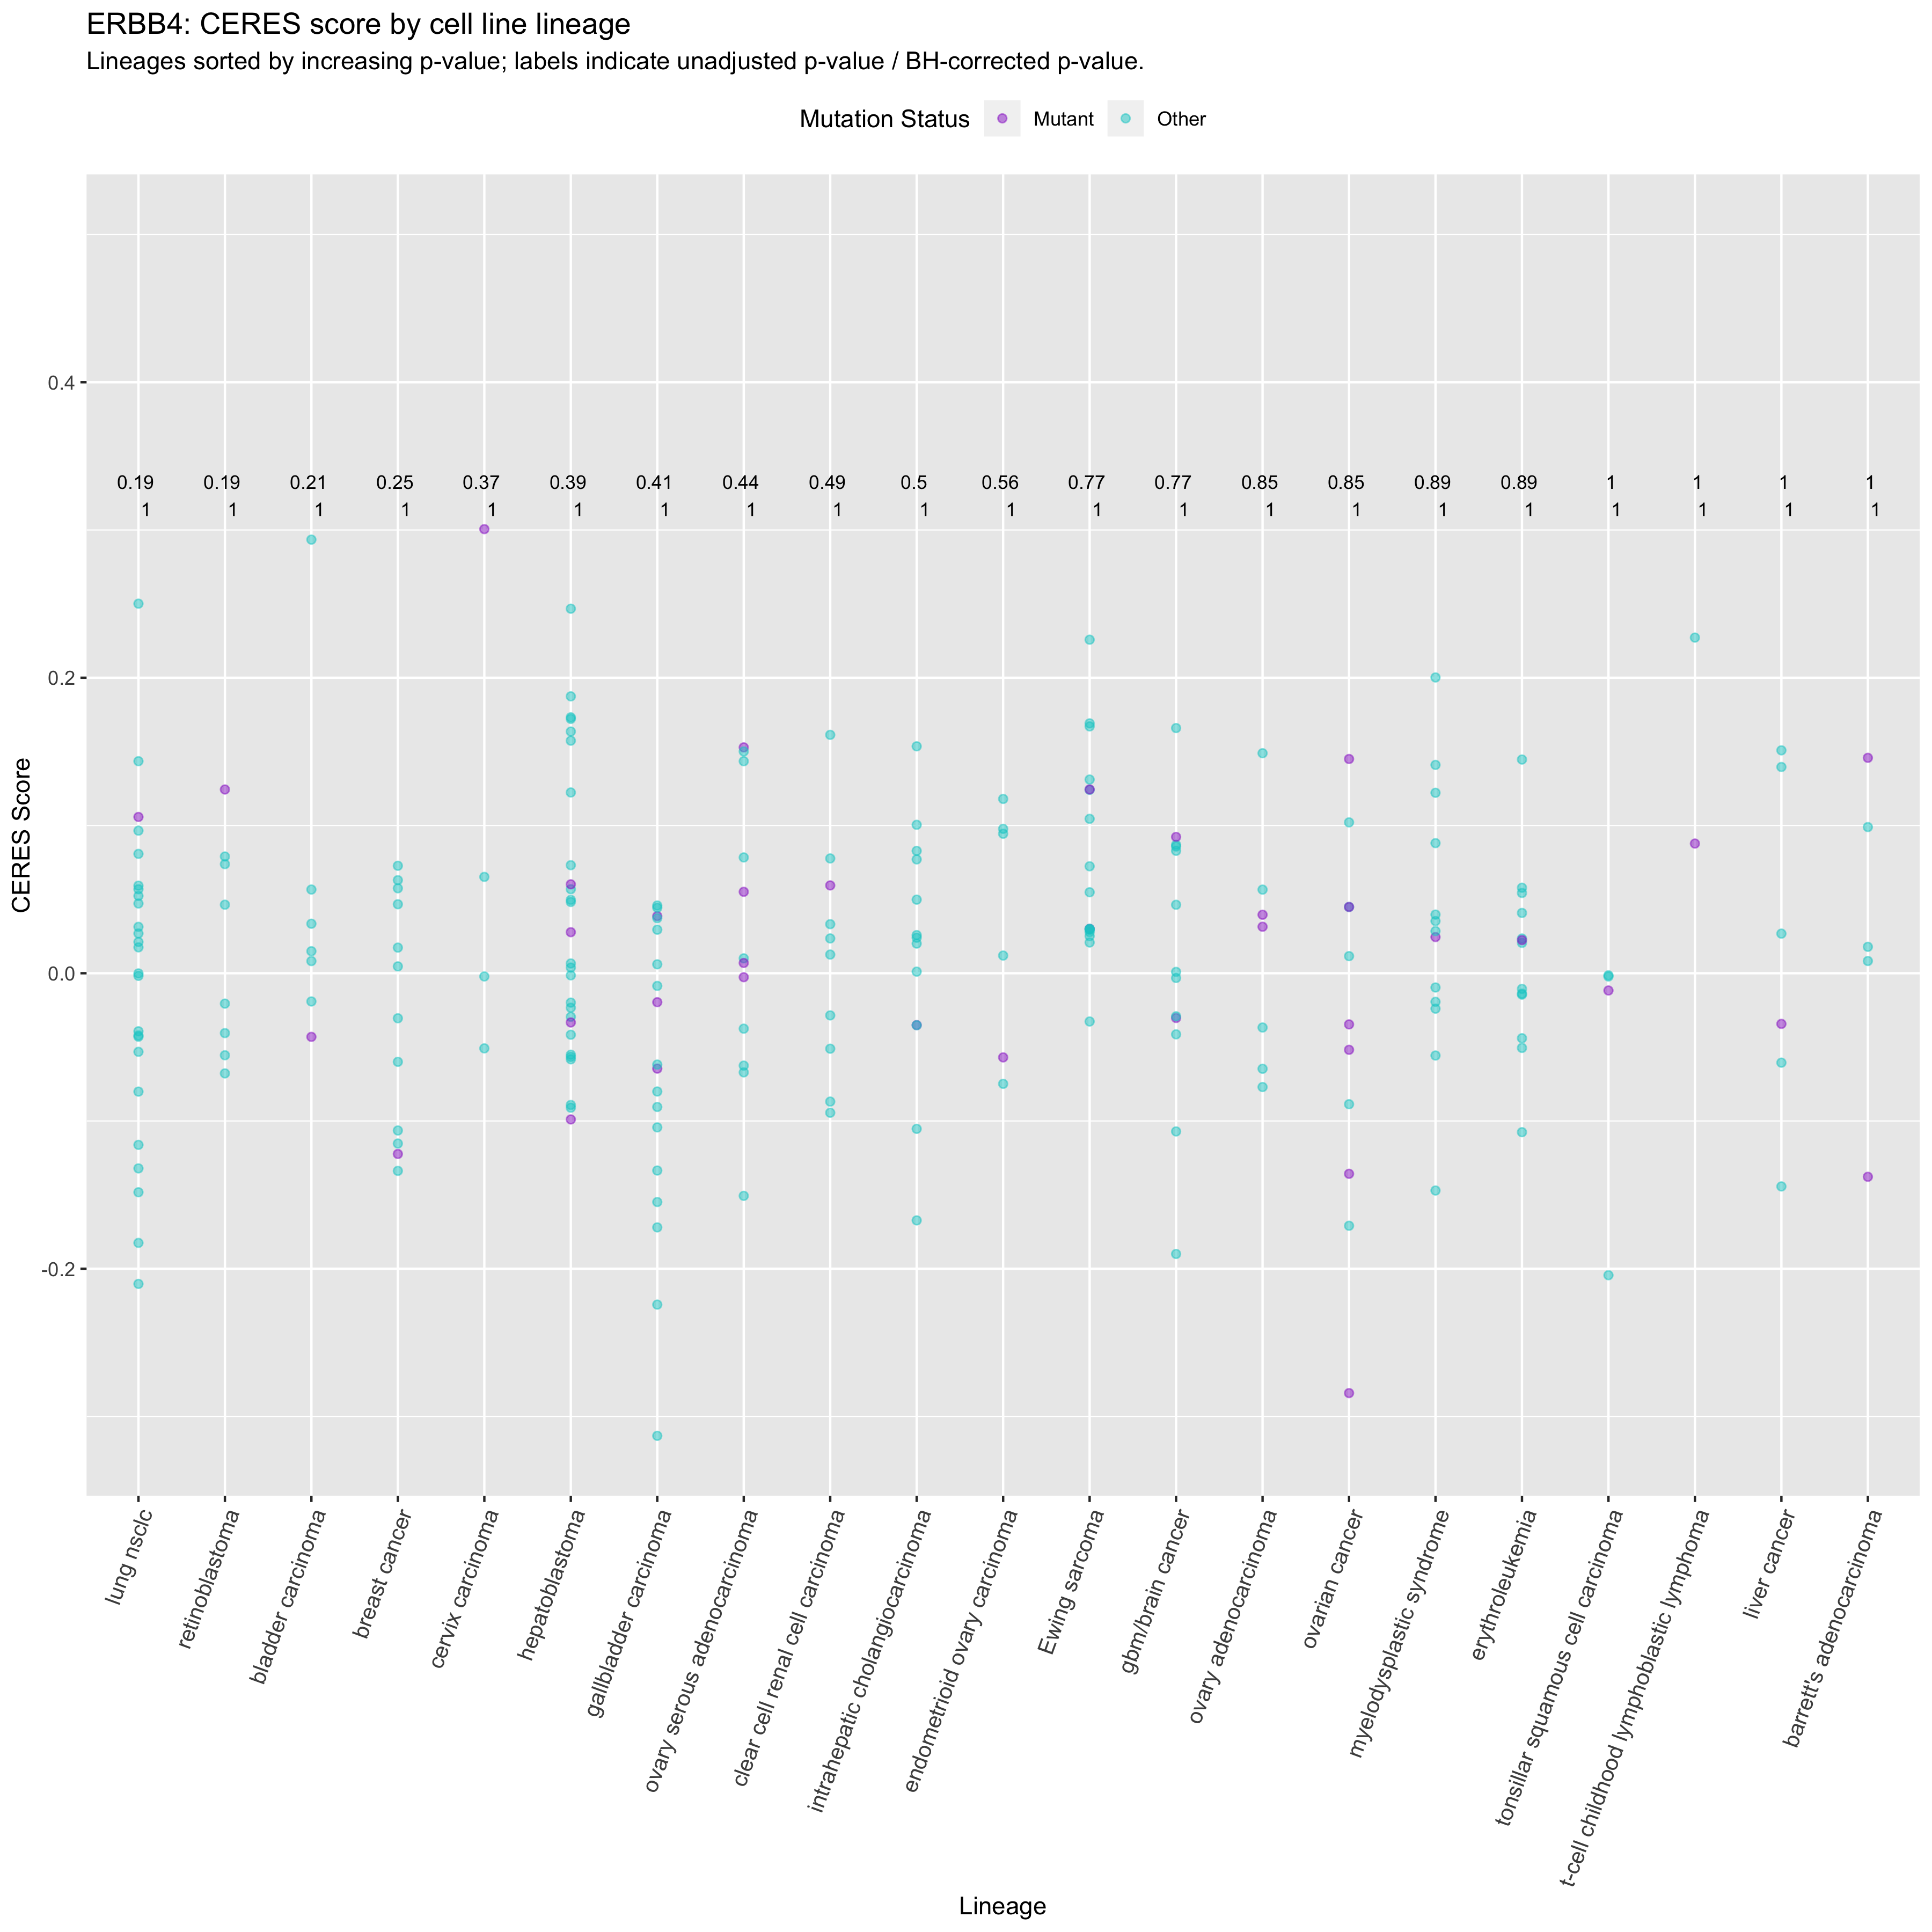 ERBB4: CERES score by cell line lineage
Lineages sorted by increasing p-value; labels indicate unadjusted p-value / BH-corrected p-value.
Mutation Status Mutant Other
0.4
0.19 0.19 0.21 0.25 0.37 0.39 0.41 0.44 0.49 0.5 0.56 0.77 0.77 0.85 0.85 0.89 0.89 1 1 1 1
1 1 1 1 1 1 1 1 1 1 1 1 1 1 1 1 1 1 1 1 1
0.2
CERES Score
0.0
-0.2
lung nsclc
retinoblastoma
bladder carcinoma
breast cancer
cervix carcinoma
hepatoblastoma
gallbladder carcinoma
ovary serous adenocarcinoma
clear cell renal cell carcinoma
intrahepatic cholangiocarcinoma
endometrioid ovary carcinoma
Ewing sarcoma
gbm/brain cancer
ovary adenocarcinoma
ovarian cancer
myelodysplastic syndrome
erythroleukemia
tonsillar squamous cell carcinoma
t-cell childhood lymphoblastic lymphoma
liver cancer
barrett's adenocarcinoma
Lineage